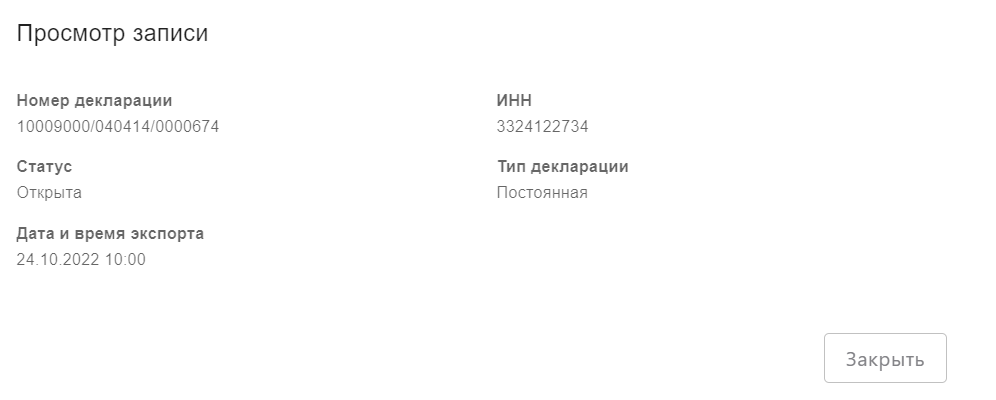 Просмотр записи
Номер декларации
10009000/040414/0000674
ИНН
3324122734
Статус
Открыта
Тип декларации
Постоянная
Дата и время экспорта
24.10.2022 10:00
Закрыть